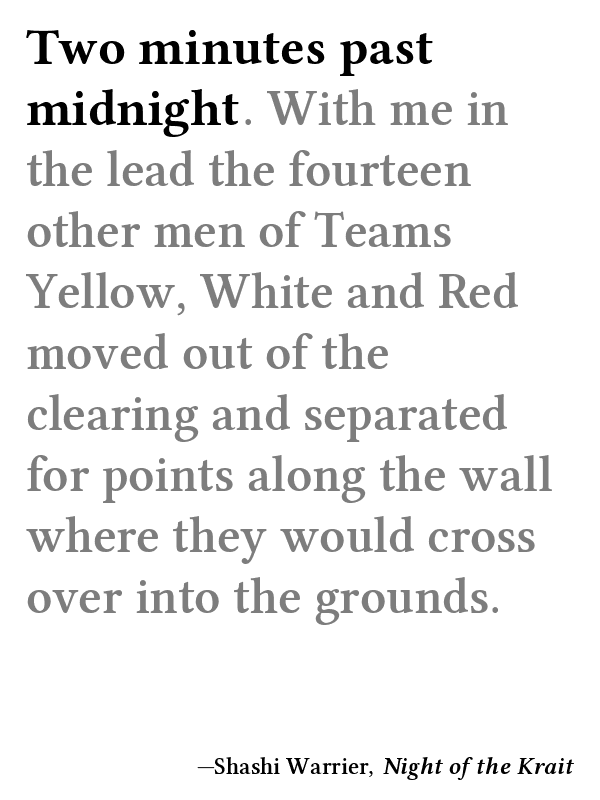 Two minutes past
midnight. With me in
the lead the fourteen
other men of Teams
Yellow, White and Red
moved out of the
clearing and separated
for points along the wall
where they would cross
over into the grounds.
—Shashi Warrier, Night of the Krait